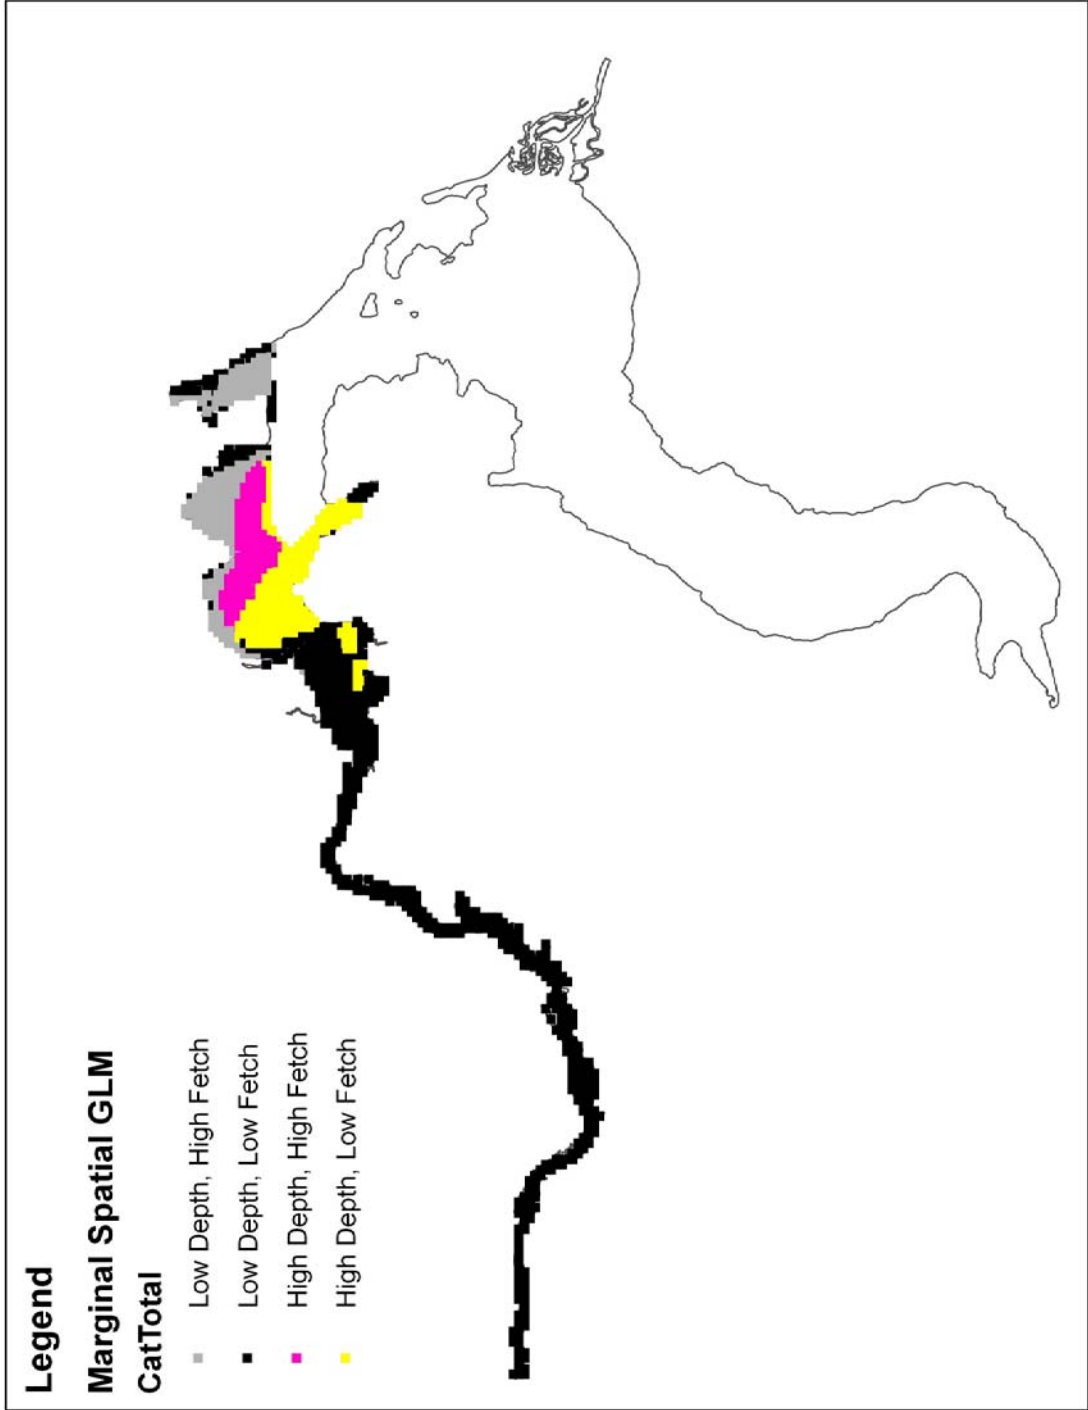 Legend
Marginal Spatial GLM
CatTotal
Low Depth, High Fetch
Low Depth, Low Fetch
High Depth, High Fetch
High Depth, Low Fetch